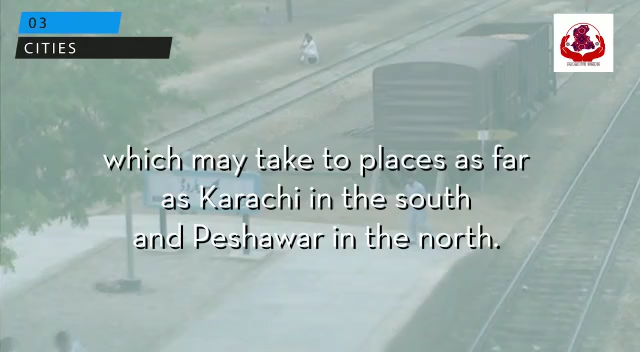 03
CITIES
which may take to places as far
as Karachi in the south
and Peshawar in the north.